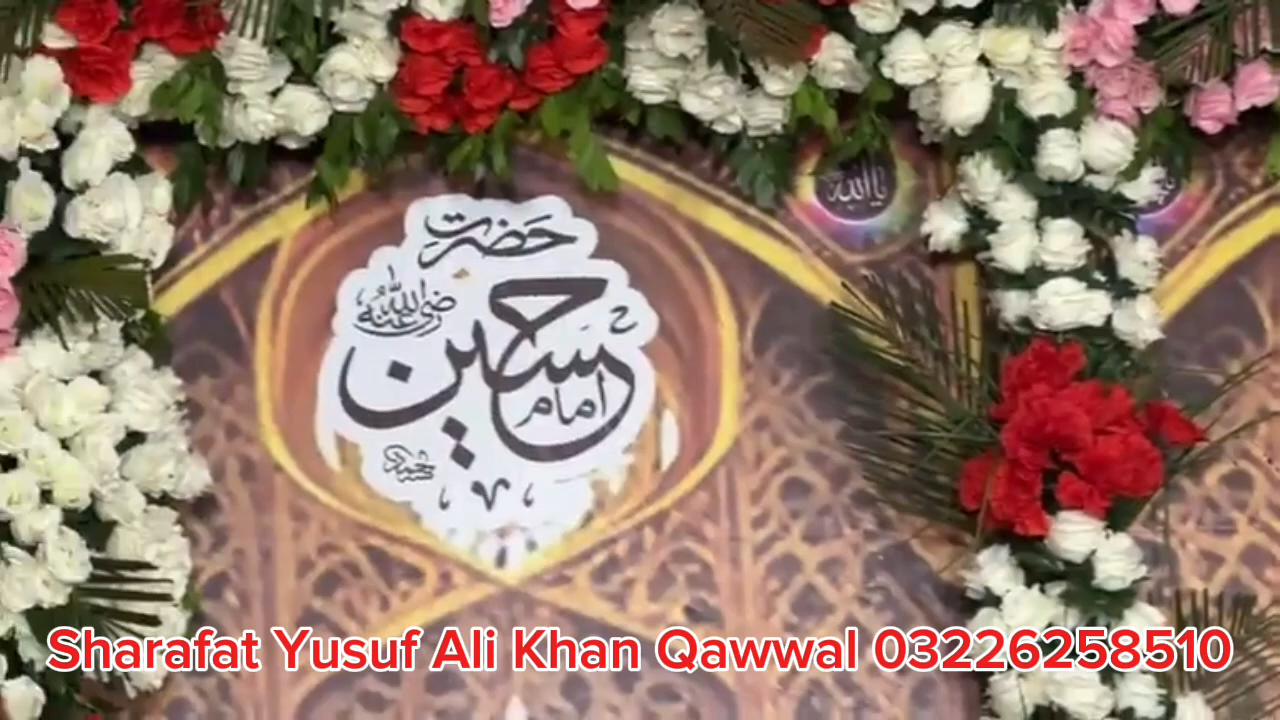 یا اللہ
حضرت
امام حسین
رضی اللہ عنہ
Sharafat Yusuf Ali Khan Qawwal 03226258510